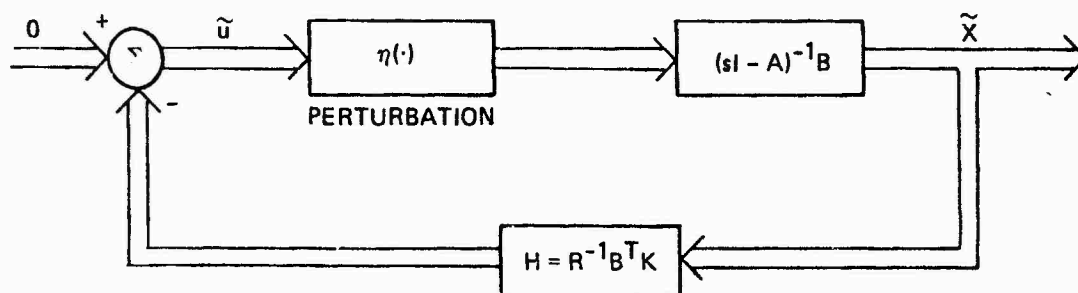 0 + ũ η(·) (sI – A)⁻¹B x̃
Σ
-
PERTURBATION
H = R⁻¹BᵀK